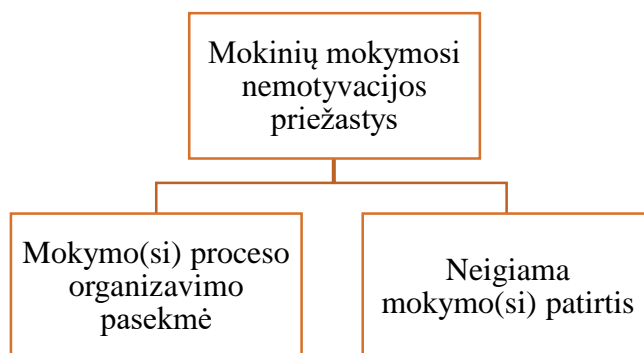 Mokinių mokymosi
nemotyvacijos
priežastys
Mokymo(si) proceso
organizavimo
pasekmė
Neigiama
mokymo(si) patirtis